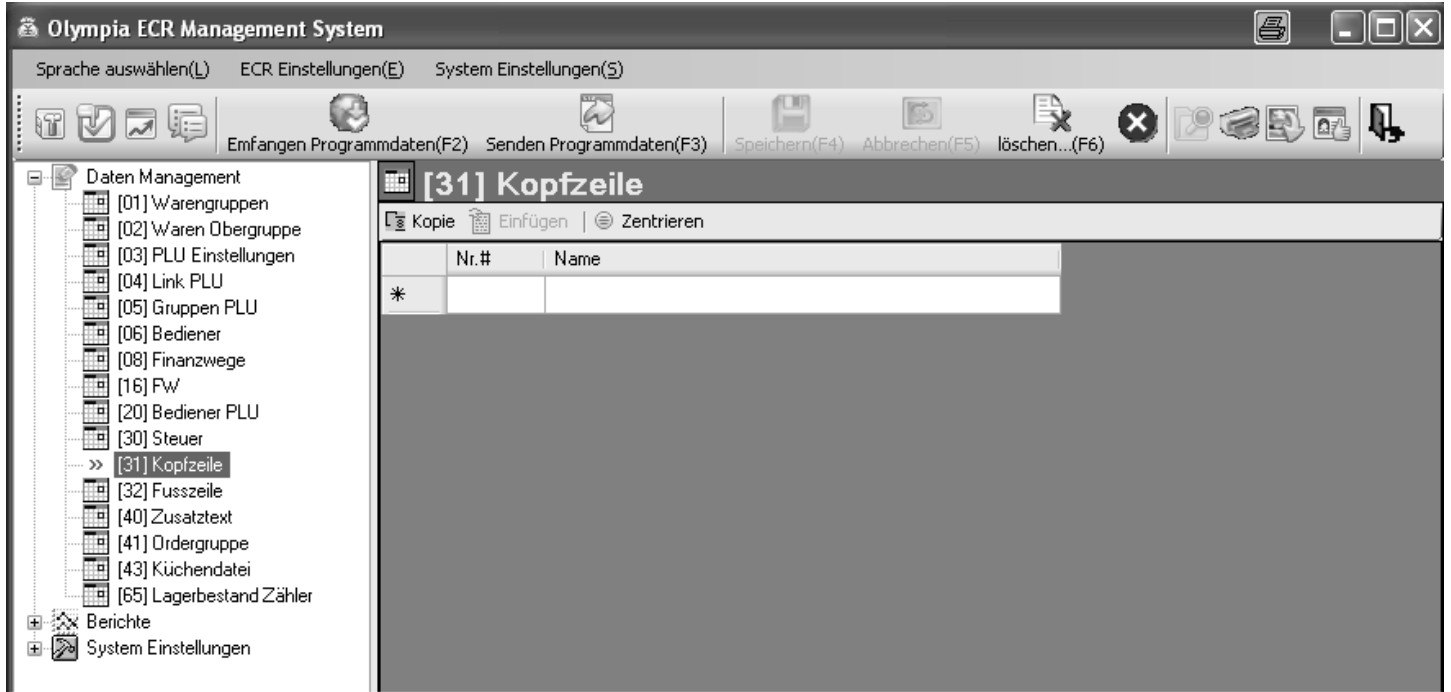 Olympia ECR Management System
Sprache auswählen(L) ECR Einstellungen(E) System Einstellungen(S)
Emfangen Programmdaten(F2) Senden Programmdaten(F3) Speichern(F4) Abbrechen(F5) löschen...(F6)
Daten Management
[01] Warengruppen
[02] Waren Obergruppe
[03] PLU Einstellungen
[04] Link PLU
[05] Gruppen PLU
[06] Bediener
[08] Finanzwege
[16] FW
[20] Bediener PLU
[30] Steuer
[31] Kopfzeile
[32] Fusszeile
[40] Zusatztext
[41] Ordergruppe
[43] Küchendatei
[65] Lagerbestand Zähler
Berichte
System Einstellungen
[31] Kopfzeile
Kopie Einfügen Zentrieren
Nr.# Name